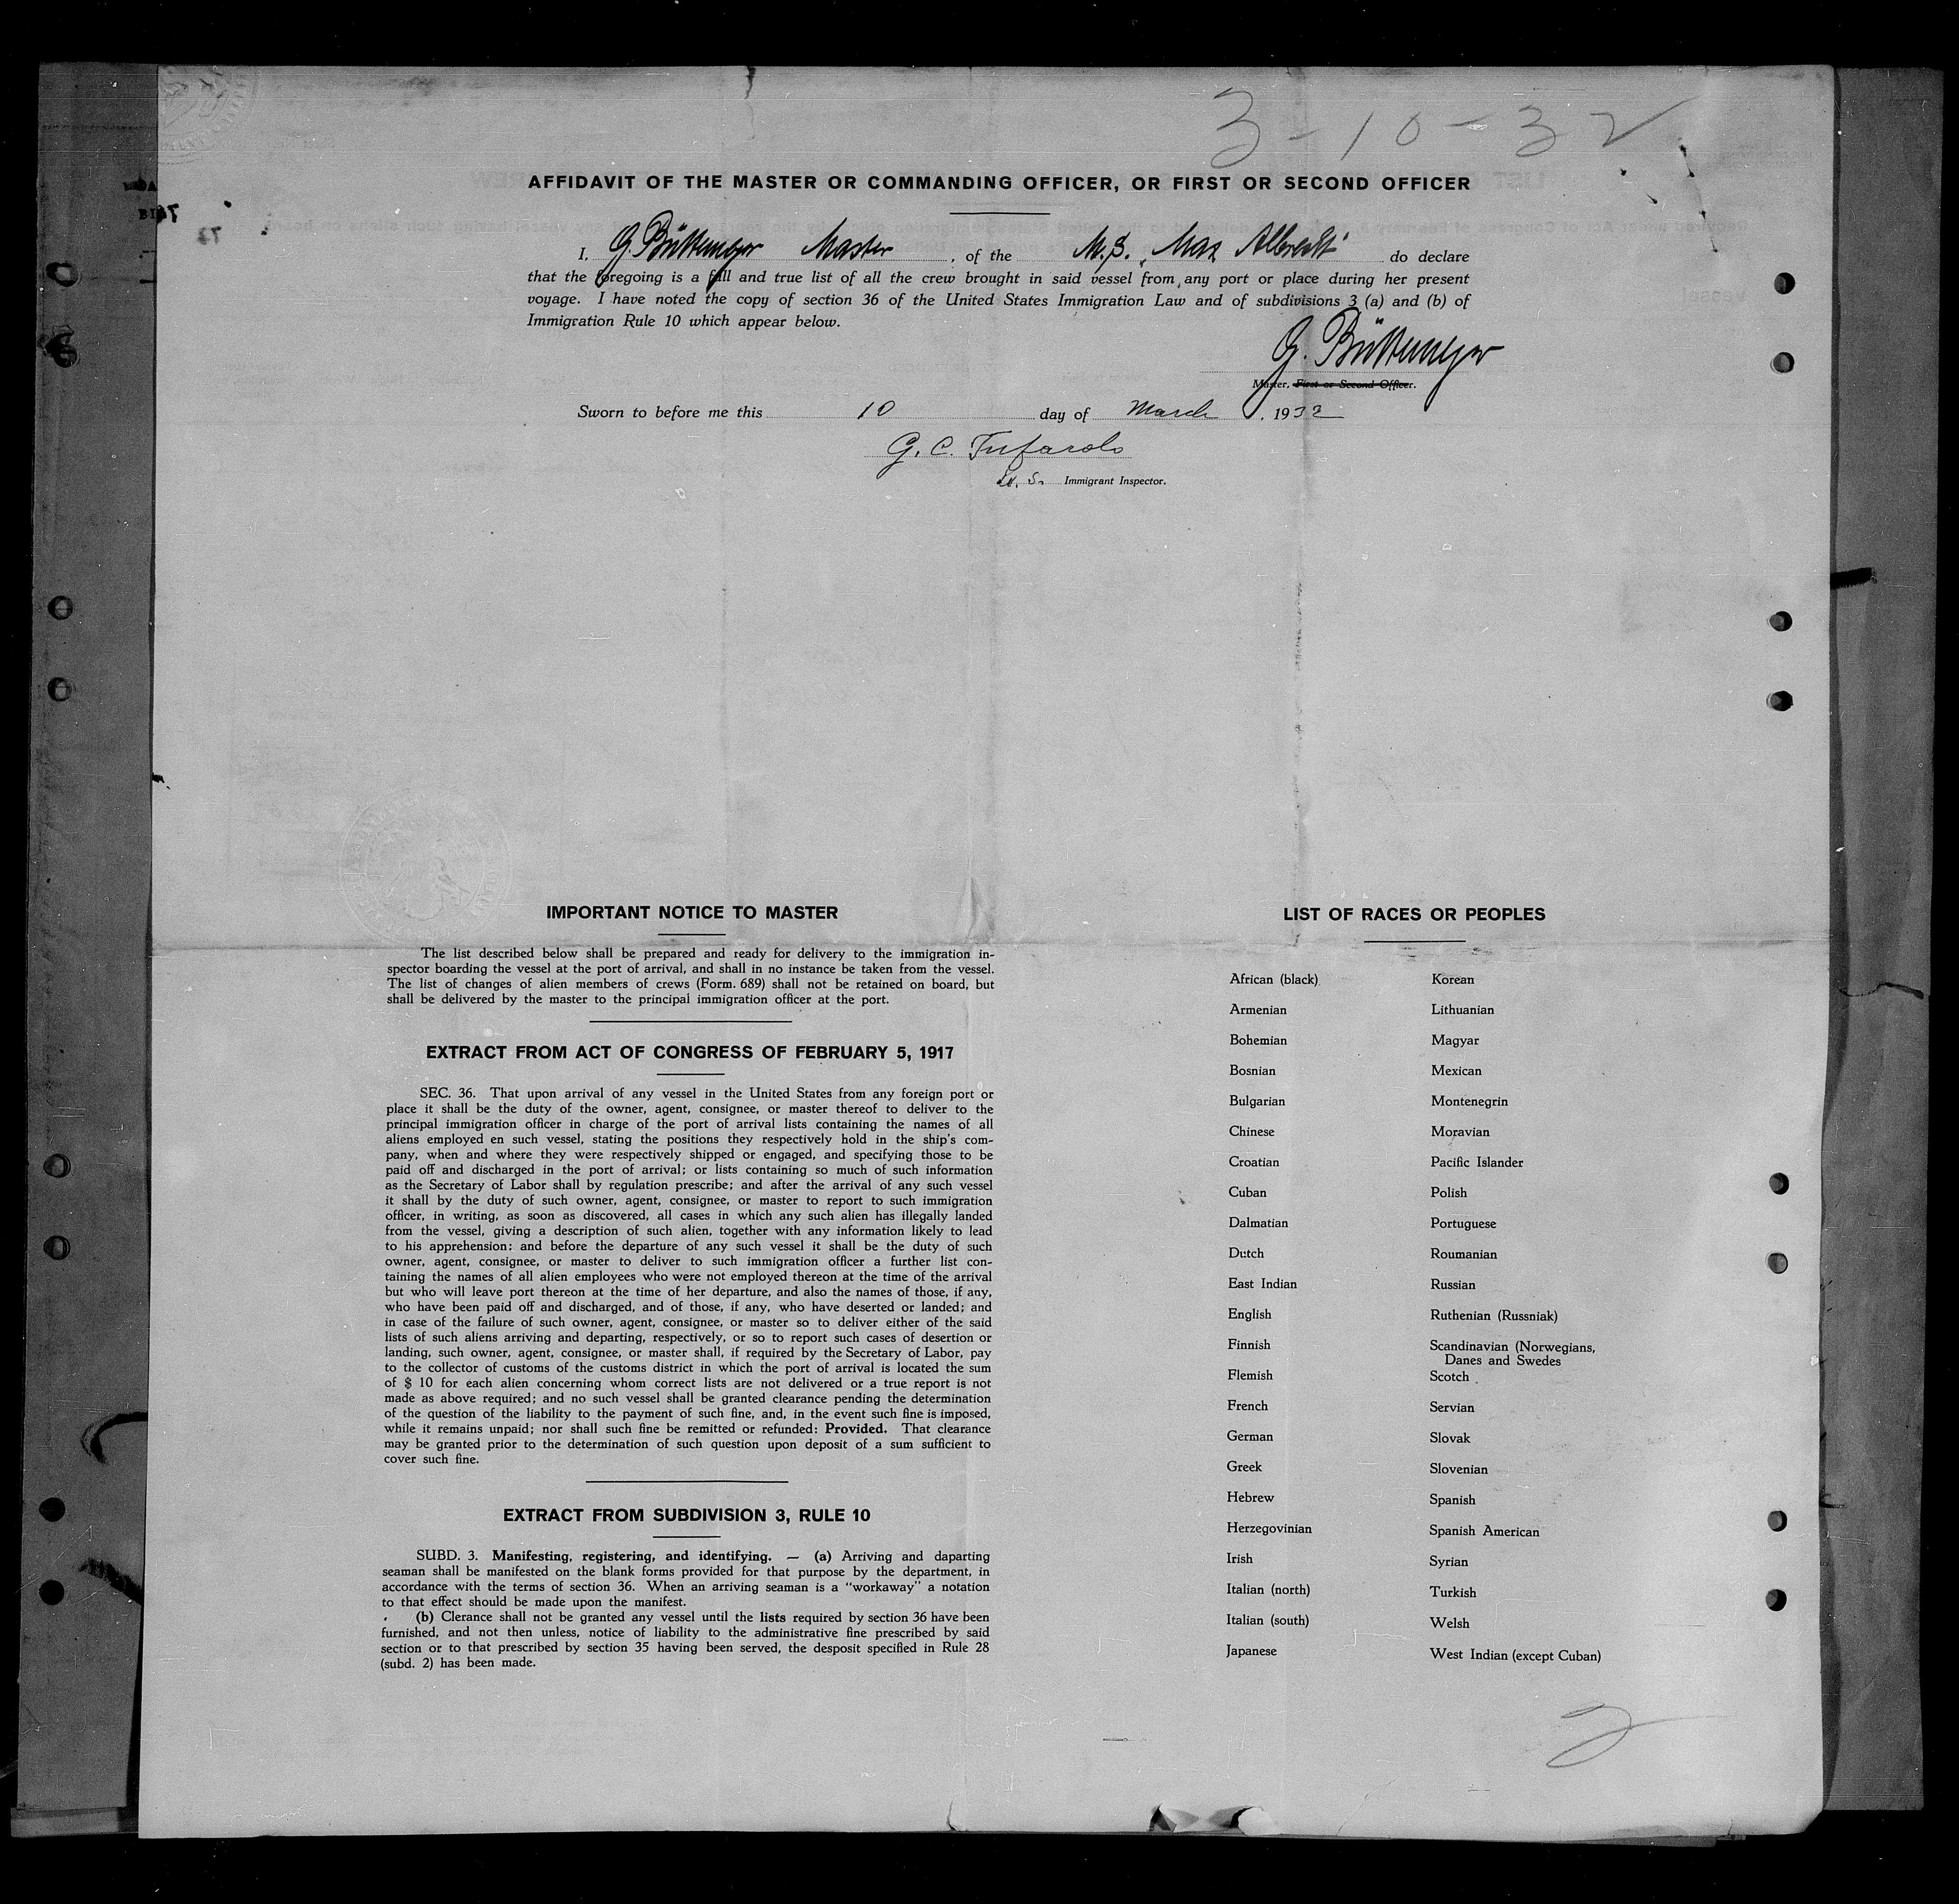 3-10-32
AFFIDAVIT OF THE MASTER OR COMMANDING OFFICER, OR FIRST OR SECOND OFFICER
I, G. Büttemeyer Master, of the M.S. „Max Albrecht" do declare
that the foregoing is a full and true list of all the crew brought in said vessel from any port or place during her present
voyage. I have noted the copy of section 36 of the United States Immigration Law and of subdivisions 3 (a) and (b) of
Immigration Rule 10 which appear below.
G. Büttemeyer
Master, First or Second Officer.
Sworn to before me this 10 day of March, 1932
G. C. Tufarolo
U. S. Immigrant Inspector.
IMPORTANT NOTICE TO MASTER
The list described below shall be prepared and ready for delivery to the immigration in-
spector boarding the vessel at the port of arrival, and shall in no instance be taken from the vessel.
The list of changes of alien members of crews (Form. 689) shall not be retained on board, but
shall be delivered by the master to the principal immigration officer at the port.
EXTRACT FROM ACT OF CONGRESS OF FEBRUARY 5, 1917
SEC. 36. That upon arrival of any vessel in the United States from any foreign port or
place it shall be the duty of the owner, agent, consignee, or master thereof to deliver to the
principal immigration officer in charge of the port of arrival lists containing the names of all
aliens employed en such vessel, stating the positions they respectively hold in the ship's com-
pany, when and where they were respectively shipped or engaged, and specifying those to be
paid off and discharged in the port of arrival; or lists containing so much of such information
as the Secretary of Labor shall by regulation prescribe; and after the arrival of any such vessel
it shall by the duty of such owner, agent, consignee, or master to report to such immigration
officer, in writing, as soon as discovered, all cases in which any such alien has illegally landed
from the vessel, giving a description of such alien, together with any information likely to lead
to his apprehension: and before the departure of any such vessel it shall be the duty of such
owner, agent, consignee, or master to deliver to such immigration officer a further list con-
taining the names of all alien employees who were not employed thereon at the time of the arrival
but who will leave port thereon at the time of her departure, and also the names of those, if any,
who have been paid off and discharged, and of those, if any, who have deserted or landed; and
in case of the failure of such owner, agent, consignee, or master so to deliver either of the said
lists of such aliens arriving and departing, respectively, or so to report such cases of desertion or
landing, such owner, agent, consignee, or master shall, if required by the Secretary of Labor, pay
to the collector of customs of the customs district in which the port of arrival is located the sum
of $ 10 for each alien concerning whom correct lists are not delivered or a true report is not
made as above required; and no such vessel shall be granted clearance pending the determination
of the question of the liability to the payment of such fine, and, in the event such fine is imposed,
while it remains unpaid; nor shall such fine be remitted or refunded: Provided. That clearance
may be granted prior to the determination of such question upon deposit of a sum sufficient to
cover such fine.
EXTRACT FROM SUBDIVISION 3, RULE 10
SUBD. 3. Manifesting, registering, and identifying. — (a) Arriving and daparting
seaman shall be manifested on the blank forms provided for that purpose by the department, in
accordance with the terms of section 36. When an arriving seaman is a "workaway" a notation
to that effect should be made upon the manifest.
(b) Clerance shall not be granted any vessel until the lists required by section 36 have been
furnished, and not then unless, notice of liability to the administrative fine prescribed by said
section or to that prescribed by section 35 having been served, the desposit specified in Rule 28
(subd. 2) has been made.
LIST OF RACES OR PEOPLES
African (black)
Armenian
Bohemian
Bosnian
Bulgarian
Chinese
Croatian
Cuban
Dalmatian
Dutch
East Indian
English
Finnish
Flemish
French
German
Greek
Hebrew
Herzegovinian
Irish
Italian (north)
Italian (south)
Japanese
Korean
Lithuanian
Magyar
Mexican
Montenegrin
Moravian
Pacific Islander
Polish
Portuguese
Roumanian
Russian
Ruthenian (Russniak)
Scandinavian (Norwegians,
Danes and Swedes
Scotch
Servian
Slovak
Slovenian
Spanish
Spanish American
Syrian
Turkish
Welsh
West Indian (except Cuban)
2